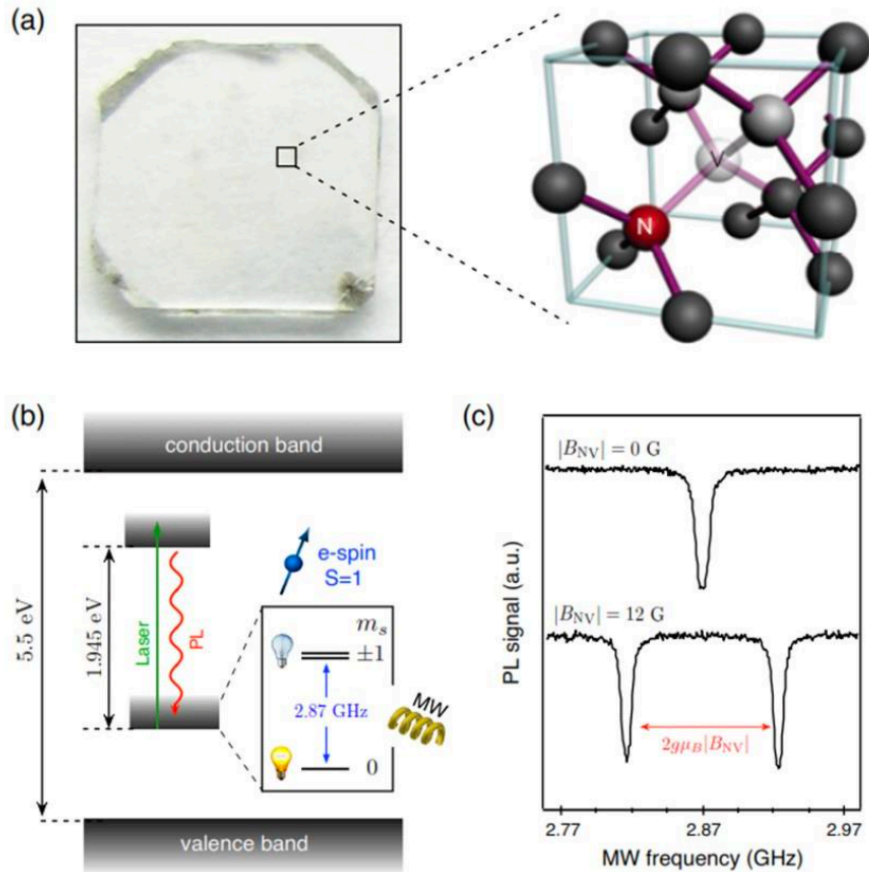 (a)
V
N
(b)
conduction band
5.5 eV
1.945 eV
Laser
PL
e-spin
S=1
m_s
±1
2.87 GHz
0
MW
valence band
(c)
PL signal (a.u.)
|B_NV| = 0 G
|B_NV| = 12 G
2gμ_B|B_NV|
2.77 2.87 2.97
MW frequency (GHz)